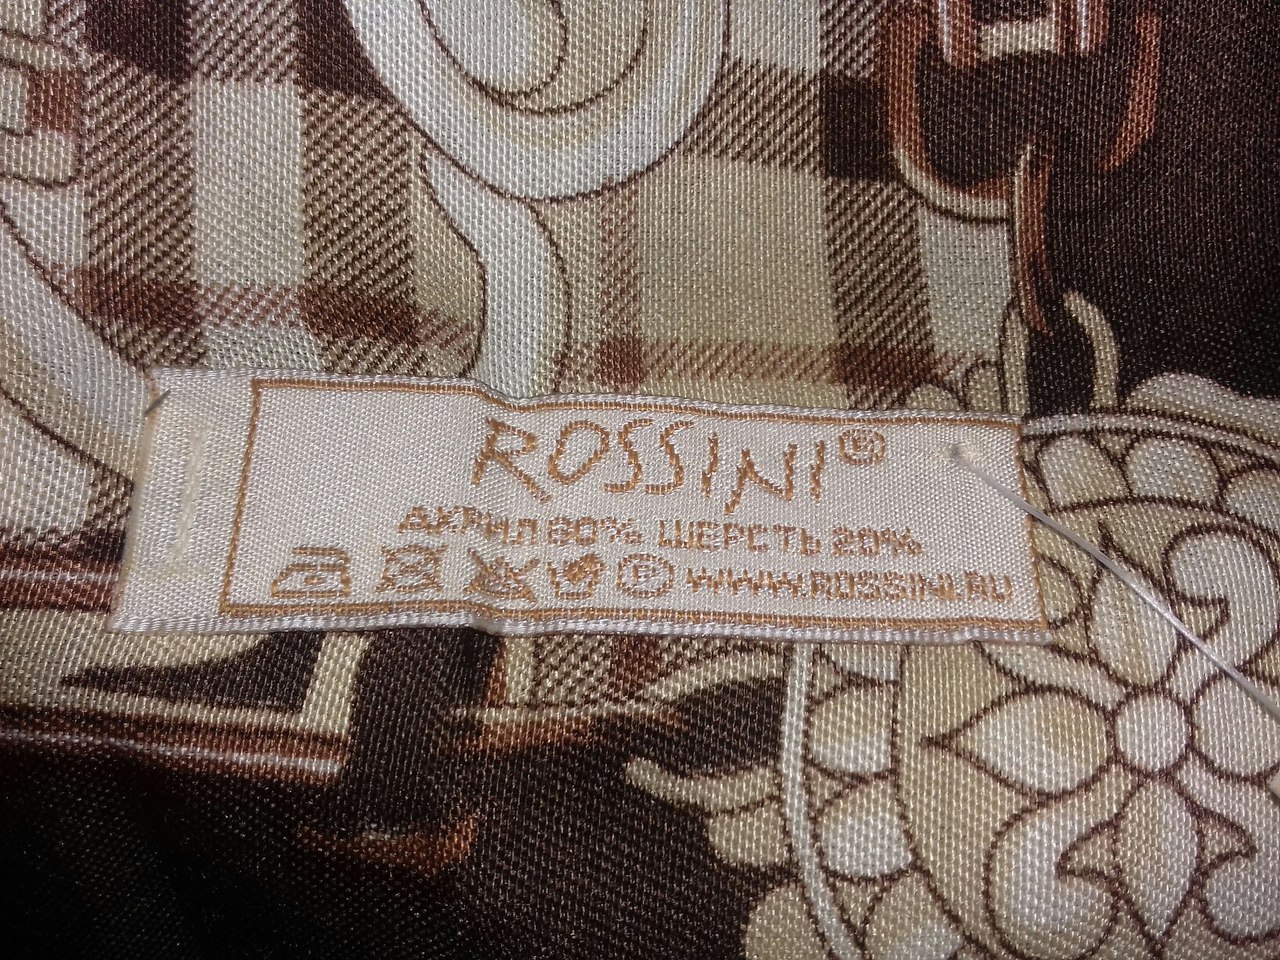 ROSSINI®
АКРИЛ 80% ШЕРСТЬ 20%
Ⓟ WWW.ROSSINI.RU